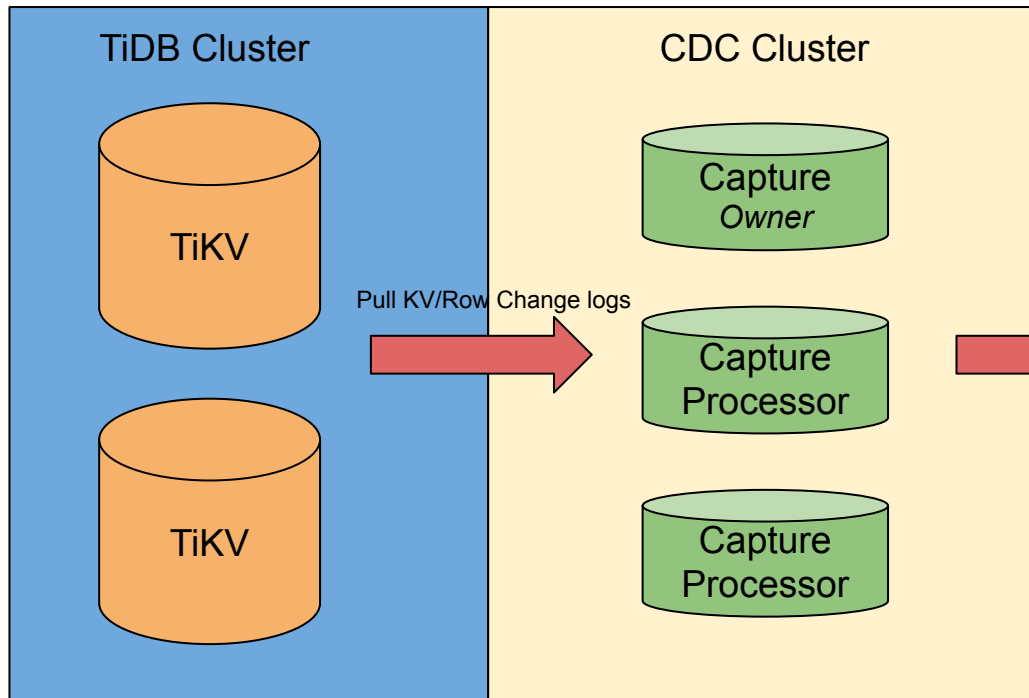 TiDB Cluster
CDC Cluster
TiKV
Capture
Owner
Pull KV/Row Change logs
Capture
Processor
TiKV
Capture
Processor